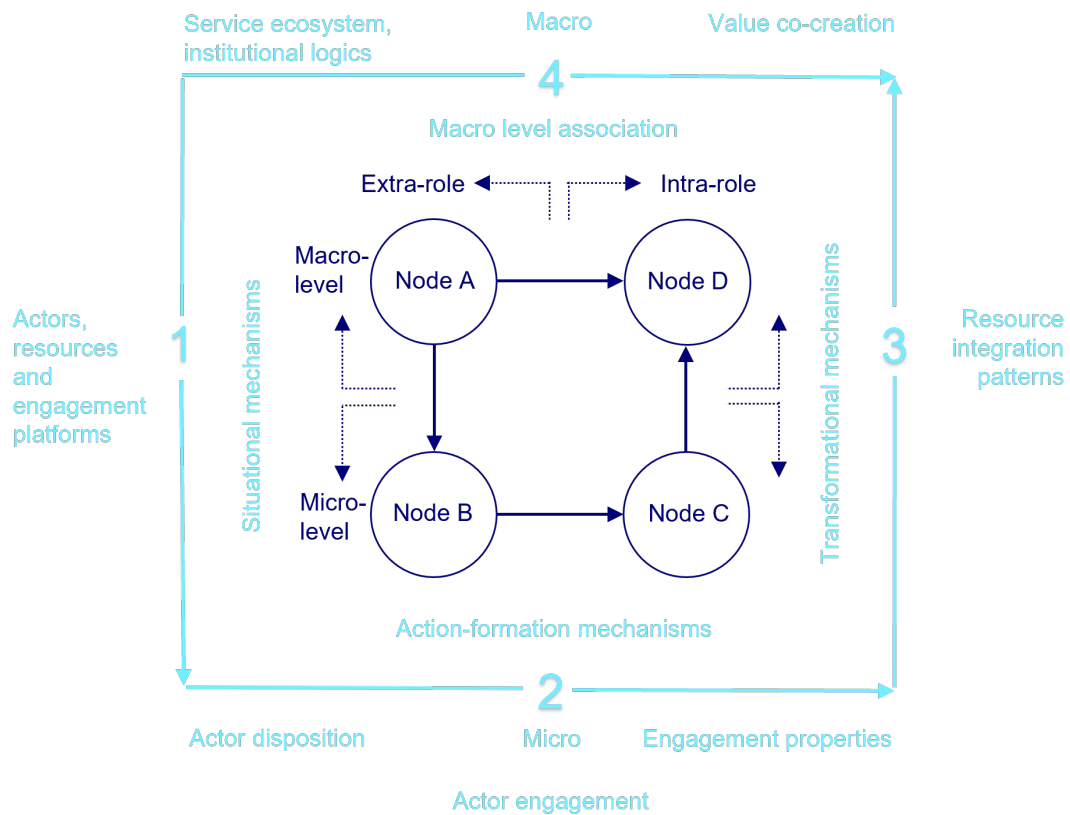 Service ecosystem,
institutional logics
Macro
Value co-creation
4
Macro level association
Extra-role
Intra-role
Macro-
level
Node A
Node D
Actors,
resources
and
engagement
platforms
1
Situational mechanisms
Transformational mechanisms
3
Resource
integration
patterns
Micro-
level
Node B
Node C
Action-formation mechanisms
2
Actor disposition
Micro
Engagement properties
Actor engagement